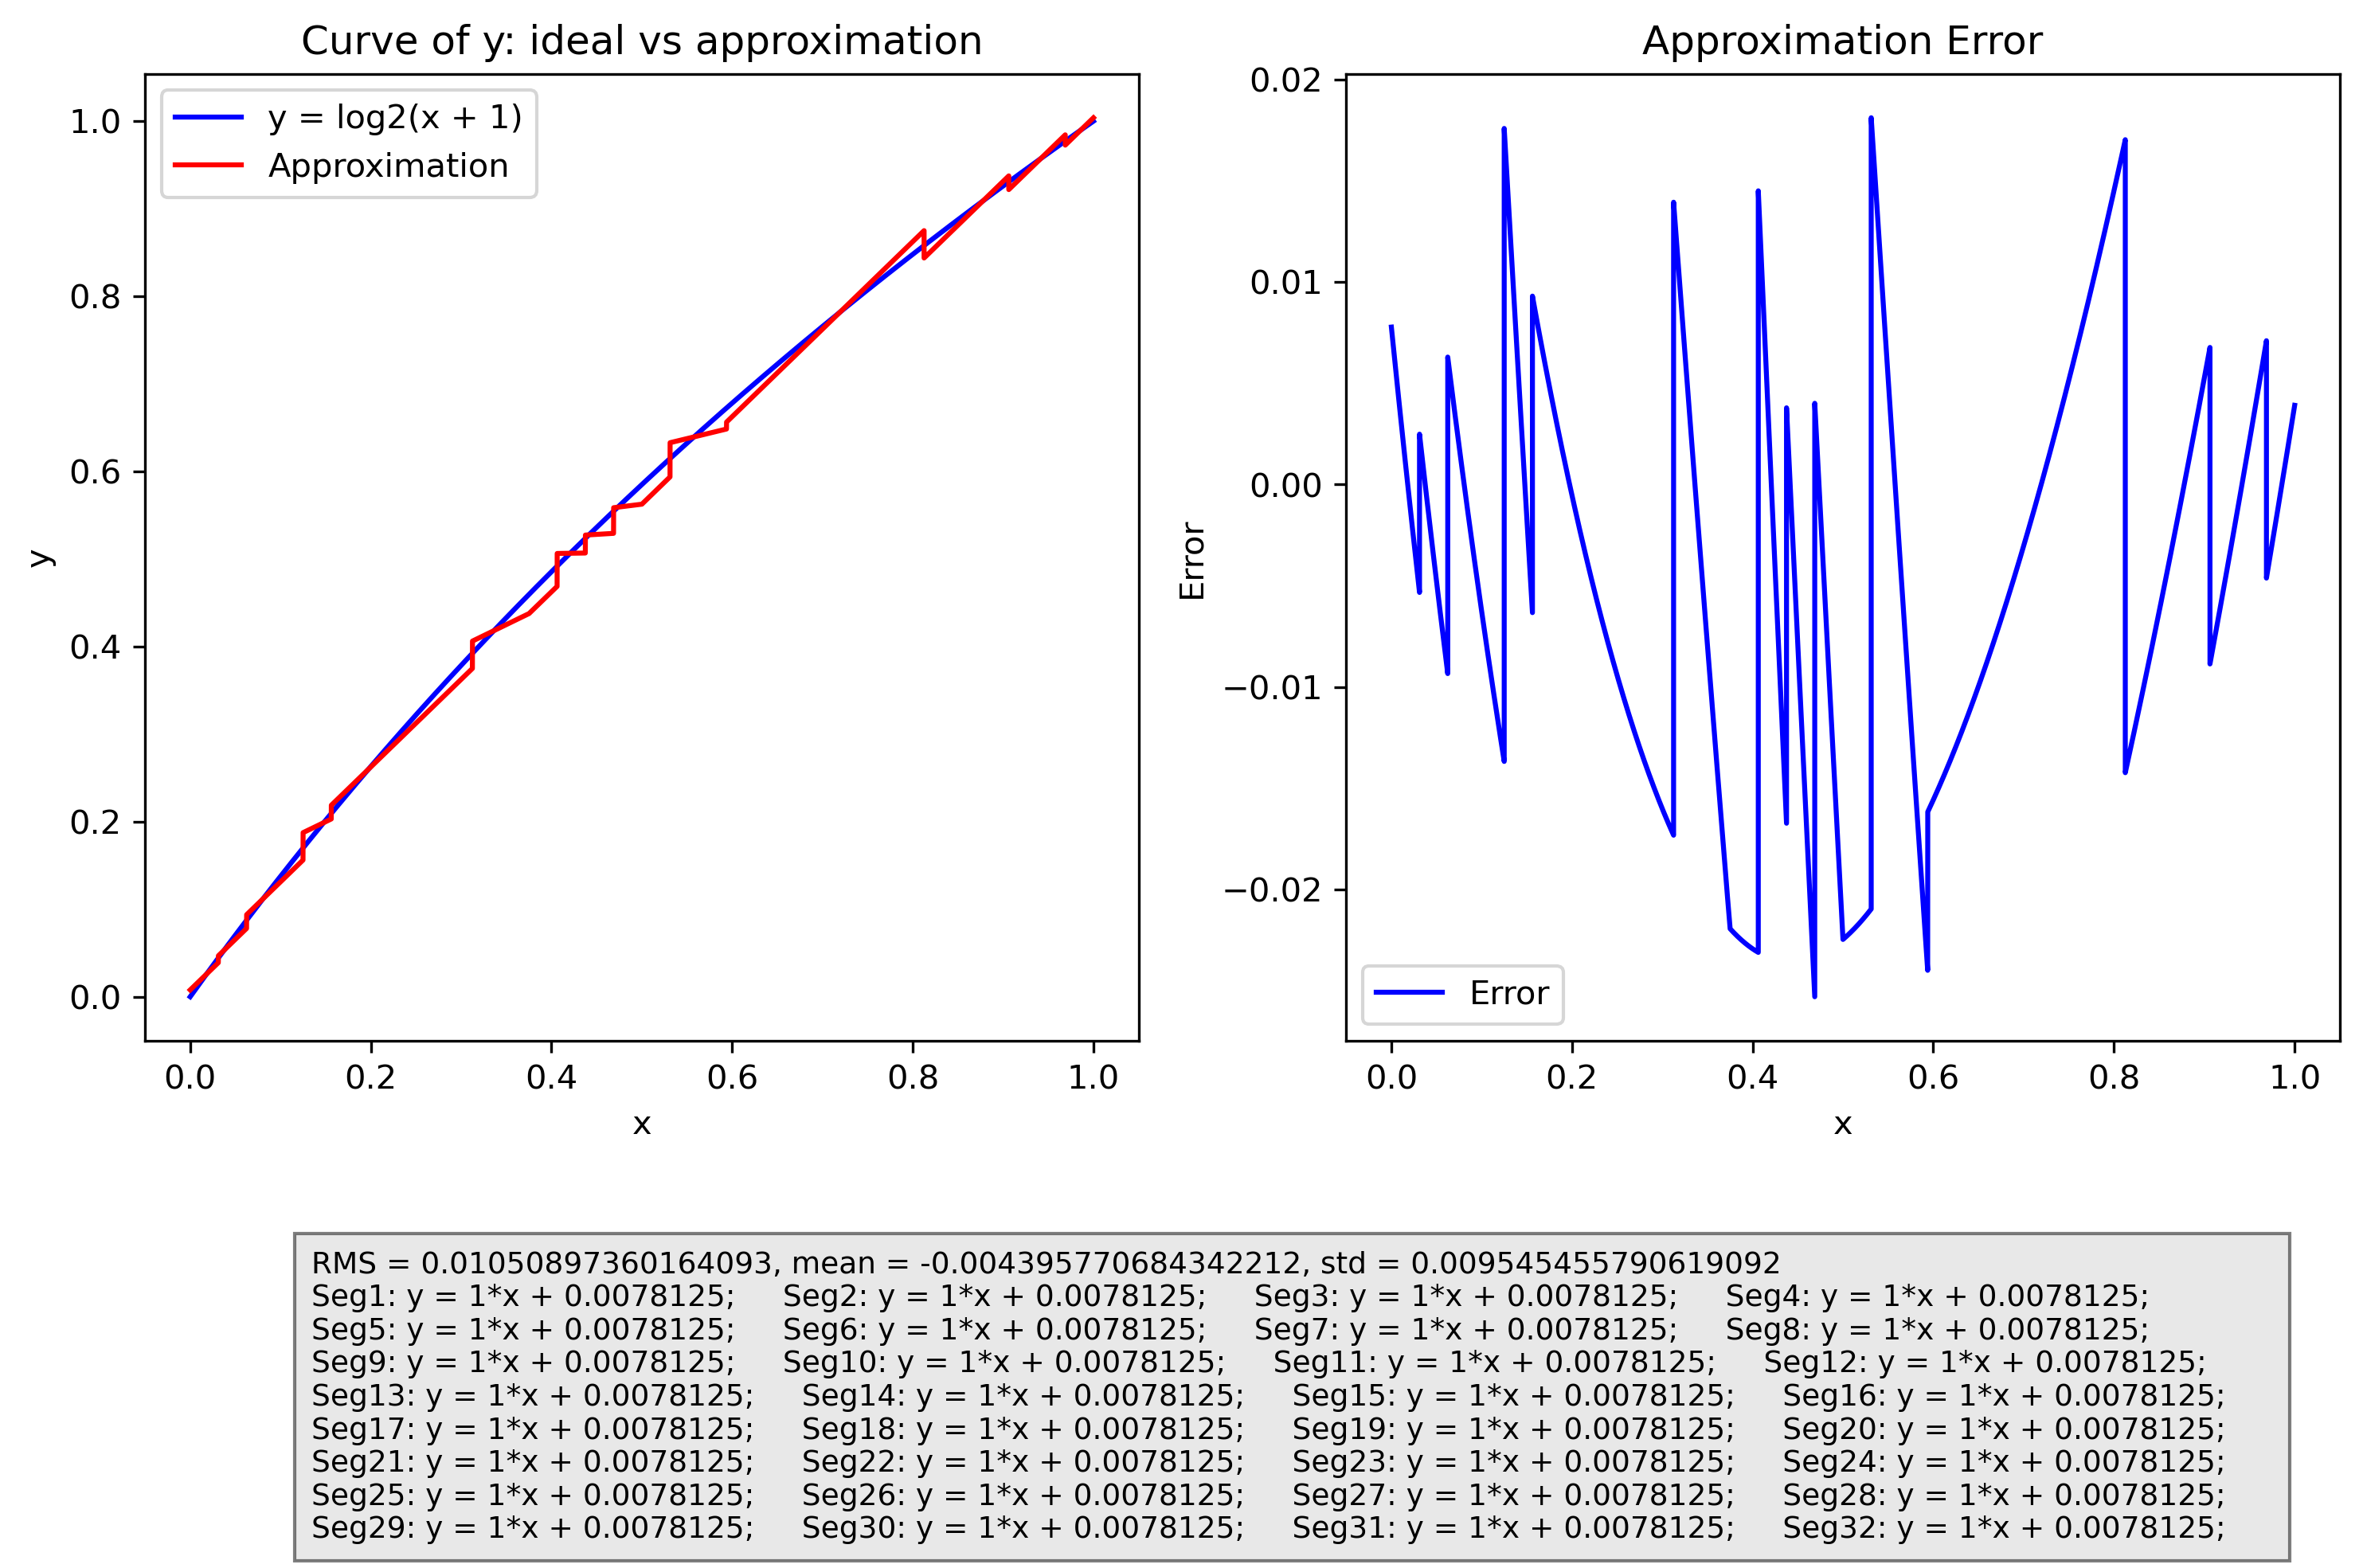 Curve of y: ideal vs approximation
y = log2(x + 1)
Approximation
1.0
0.8
0.6
0.4
0.2
0.0
y
0.0 0.2 0.4 0.6 0.8 1.0
x
Approximation Error
0.02
0.01
0.00
−0.01
−0.02
Error
Error
0.0 0.2 0.4 0.6 0.8 1.0
x
RMS = 0.01050897360164093, mean = -0.004395770684342212, std = 0.009545455790619092
Seg1: y = 1*x + 0.0078125; Seg2: y = 1*x + 0.0078125; Seg3: y = 1*x + 0.0078125; Seg4: y = 1*x + 0.0078125;
Seg5: y = 1*x + 0.0078125; Seg6: y = 1*x + 0.0078125; Seg7: y = 1*x + 0.0078125; Seg8: y = 1*x + 0.0078125;
Seg9: y = 1*x + 0.0078125; Seg10: y = 1*x + 0.0078125; Seg11: y = 1*x + 0.0078125; Seg12: y = 1*x + 0.0078125;
Seg13: y = 1*x + 0.0078125; Seg14: y = 1*x + 0.0078125; Seg15: y = 1*x + 0.0078125; Seg16: y = 1*x + 0.0078125;
Seg17: y = 1*x + 0.0078125; Seg18: y = 1*x + 0.0078125; Seg19: y = 1*x + 0.0078125; Seg20: y = 1*x + 0.0078125;
Seg21: y = 1*x + 0.0078125; Seg22: y = 1*x + 0.0078125; Seg23: y = 1*x + 0.0078125; Seg24: y = 1*x + 0.0078125;
Seg25: y = 1*x + 0.0078125; Seg26: y = 1*x + 0.0078125; Seg27: y = 1*x + 0.0078125; Seg28: y = 1*x + 0.0078125;
Seg29: y = 1*x + 0.0078125; Seg30: y = 1*x + 0.0078125; Seg31: y = 1*x + 0.0078125; Seg32: y = 1*x + 0.0078125;